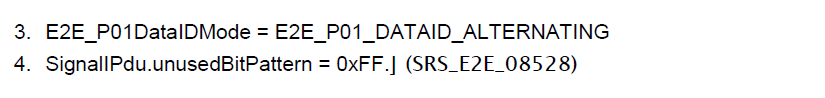 3. E2E_P01DataIDMode = E2E_P01_DATAID_ALTERNATING
4. SignalIPdu.unusedBitPattern = 0xFF.⌋ (SRS_E2E_08528)